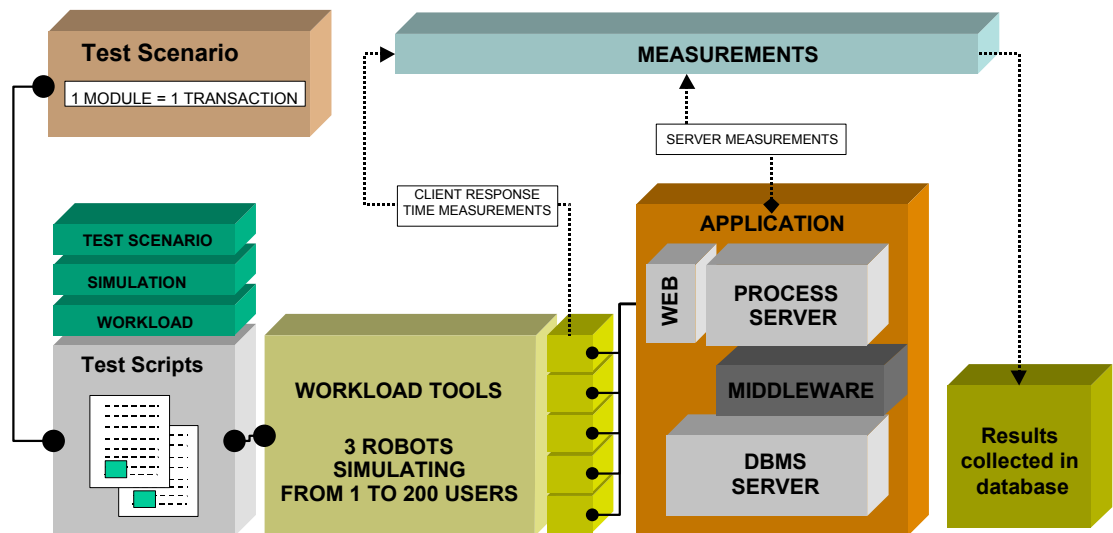 Test Scenario
1 MODULE = 1 TRANSACTION
MEASUREMENTS
SERVER MEASUREMENTS
CLIENT RESPONSE
TIME MEASUREMENTS
TEST SCENARIO
SIMULATION
WORKLOAD
Test Scripts
WORKLOAD TOOLS
3 ROBOTS
SIMULATING
FROM 1 TO 200 USERS
APPLICATION
WEB
PROCESS
SERVER
MIDDLEWARE
DBMS
SERVER
Results
collected in
database